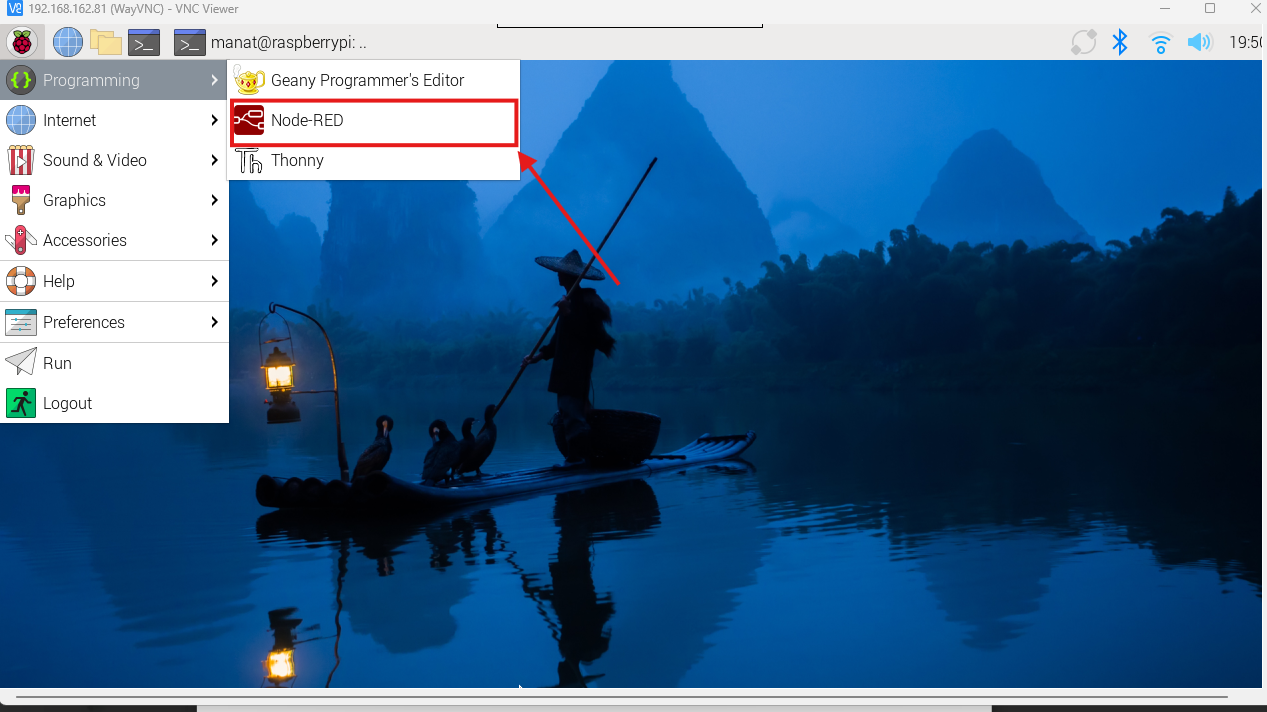 192.168.162.81 (WayVNC) - VNC Viewer
manat@raspberrypi: ..
19:50
Programming
Geany Programmer's Editor
Internet
Node-RED
Sound & Video
Th Thonny
Graphics
Accessories
Help
Preferences
Run
Logout